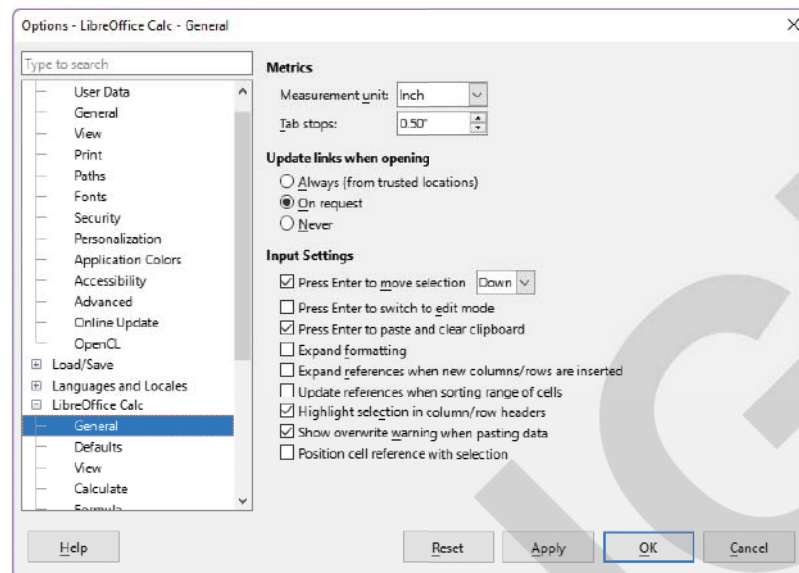 Options - LibreOffice Calc - General
Type to search
User Data
General
View
Print
Paths
Fonts
Security
Personalization
Application Colors
Accessibility
Advanced
Online Update
OpenCL
Load/Save
Languages and Locales
LibreOffice Calc
General
Defaults
View
Calculate
Formula
Metrics
Measurement unit: Inch
Tab stops: 0.50"
Update links when opening
Always (from trusted locations)
On request
Never
Input Settings
Press Enter to move selection Down
Press Enter to switch to edit mode
Press Enter to paste and clear clipboard
Expand formatting
Expand references when new columns/rows are inserted
Update references when sorting range of cells
Highlight selection in column/row headers
Show overwrite warning when pasting data
Position cell reference with selection
Help Reset Apply OK Cancel